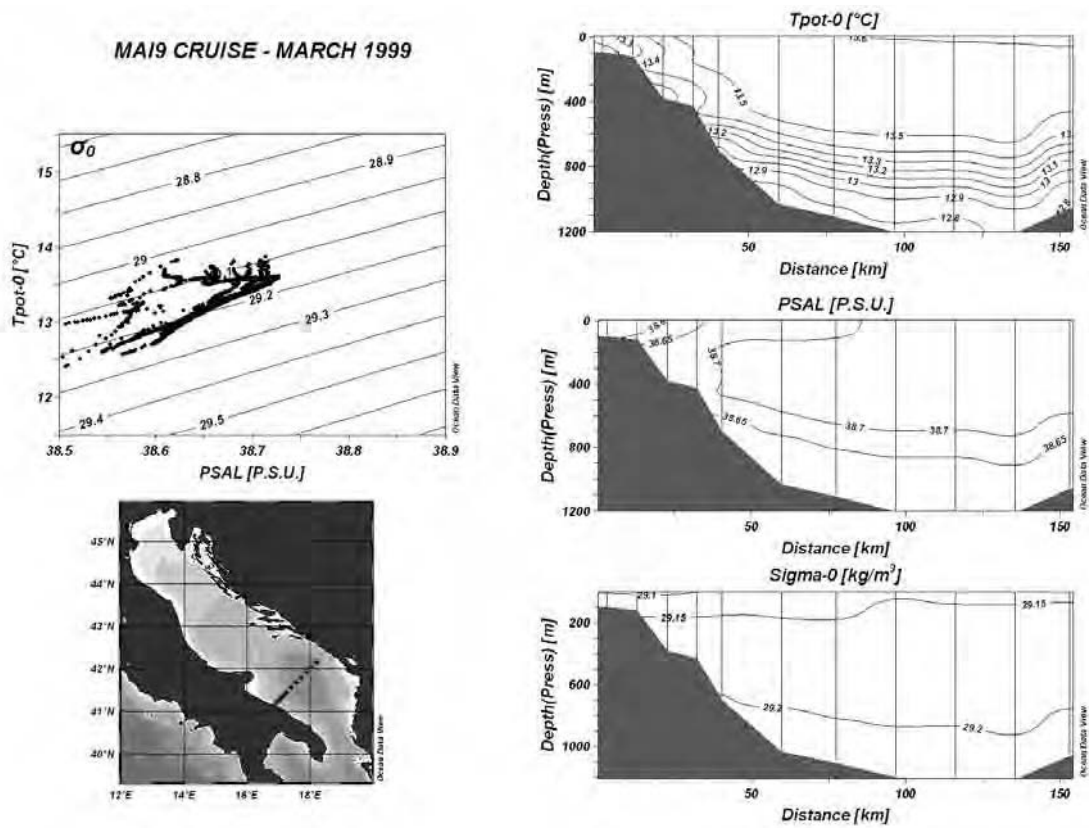 MAI9 CRUISE - MARCH 1999
σ₀
15
14
13
12
Tpot-0 [°C]
28.8
28.9
29
29.2
29.3
29.4
29.5
38.5 38.6 38.7 38.8 38.9
PSAL [P.S.U.]
Ocean Data View
45°N
44°N
43°N
42°N
41°N
40°N
12°E 14°E 16°E 18°E
Ocean Data View
Tpot-0 [°C]
Depth(Press) [m]
0
400
800
1200
13.4
13.5
13.6
13.2
12.9
13.5
13.3
13.2
13
12.9
12.8
13.1
13
12.8
50 100 150
Distance [km]
Ocean Data View
PSAL [P.S.U.]
Depth(Press) [m]
0
400
800
1200
38.65
38.7
38.65
38.7
38.7
38.65
50 100 150
Distance [km]
Ocean Data View
Sigma-0 [kg/m³]
Depth(Press) [m]
200
600
1000
29.1
29.15
29.15
29.2
29.2
50 100 150
Distance [km]
Ocean Data View